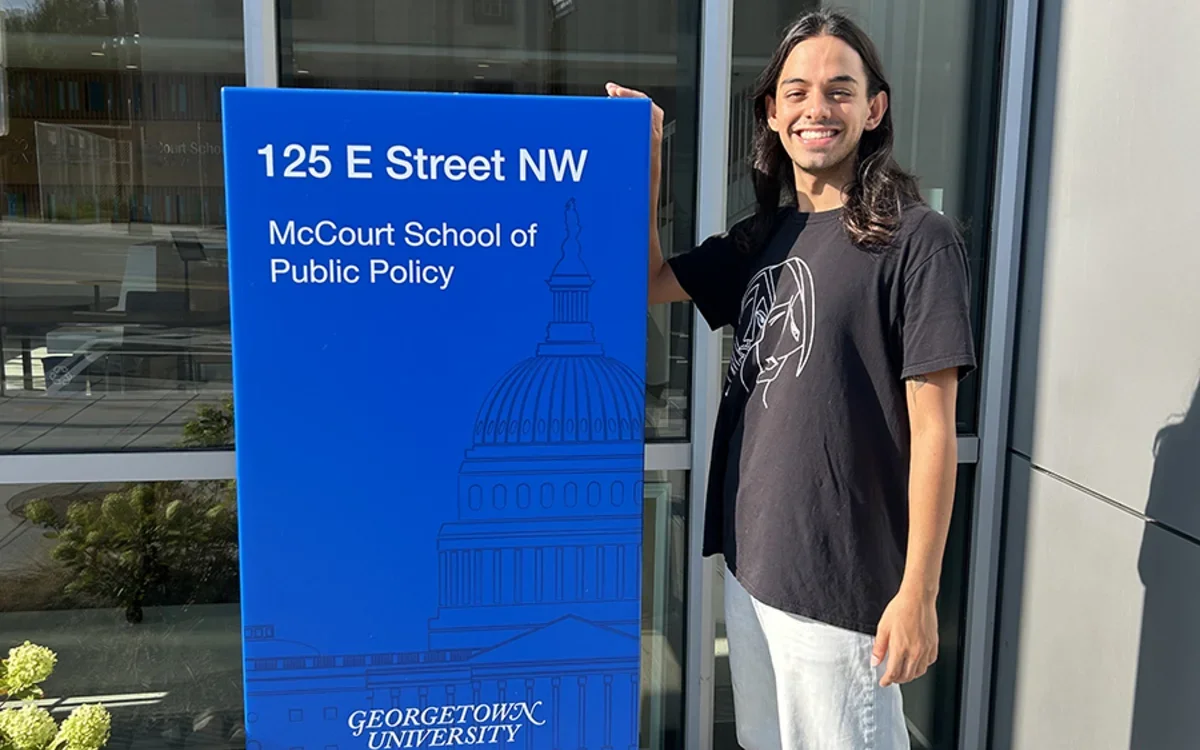 125 E Street NW
McCourt School of
Public Policy
GEORGETOWN
UNIVERSITY